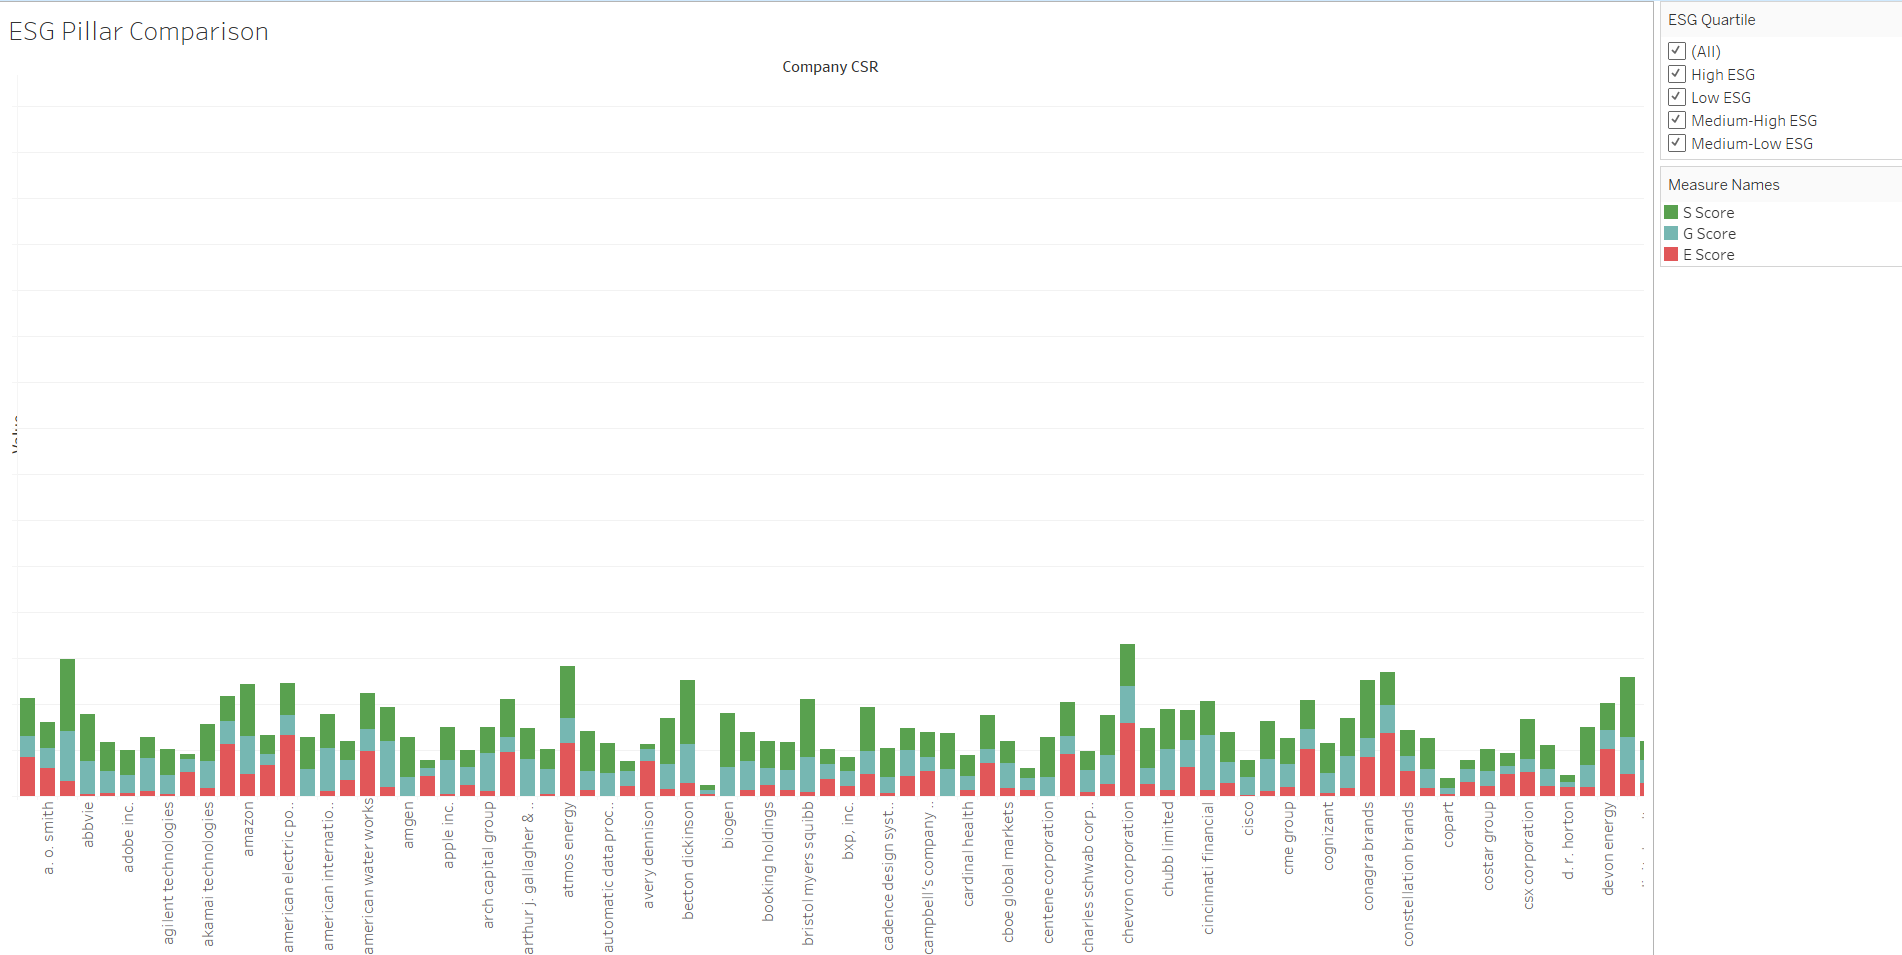 ESG Pillar Comparison
Company CSR
a. o. smith
abbvie
adobe inc.
agilent technologies
akamai technologies
amazon
american electric po..
american internatio..
american water works
amgen
apple inc.
arch capital group
arthur j. gallagher & ..
atmos energy
automatic data proc..
avery dennison
becton dickinson
biogen
booking holdings
bristol myers squibb
bxp, inc.
cadence design syst..
campbell's company ..
cardinal health
cboe global markets
centene corporation
charles schwab corp..
chevron corporation
chubb limited
cincinnati financial
cisco
cme group
cognizant
conagra brands
constellation brands
copart
costar group
csx corporation
d. r. horton
devon energy
ESG Quartile
(All)
High ESG
Low ESG
Medium-High ESG
Medium-Low ESG
Measure Names
S Score
G Score
E Score